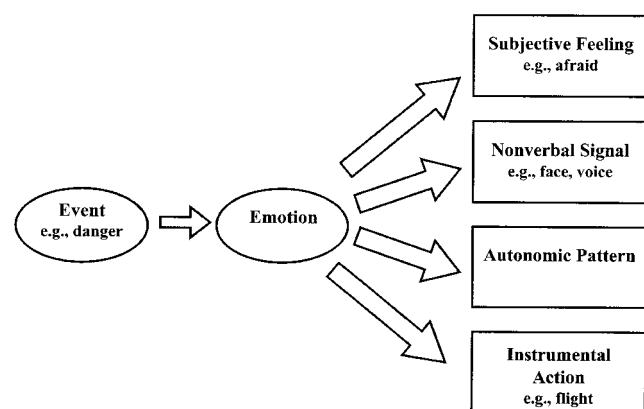 Subjective Feeling
e.g., afraid
Nonverbal Signal
e.g., face, voice
Event
e.g., danger
Emotion
Autonomic Pattern
Instrumental
Action
e.g., flight